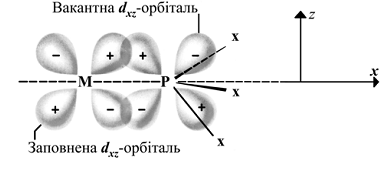 Вакантна dxz-орбіталь
z
− + + − x
M P x
x
+ − − + x
Заповнена dxz-орбіталь